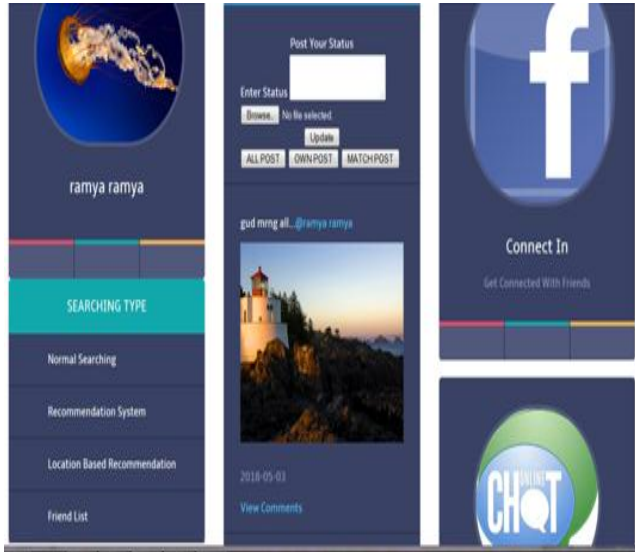 ramya ramya
SEARCHING TYPE
Normal Searching
Recommendation System
Location Based Recommendation
Friend List
Post Your Status
Enter Status
Browse.. No file selected.
Update
ALL POST OWN POST MATCH POST
gud mrng all...@ramya ramya
2018-05-03
View Comments
f
Connect In
Get Connected With Friends
ONLINE
CHAT